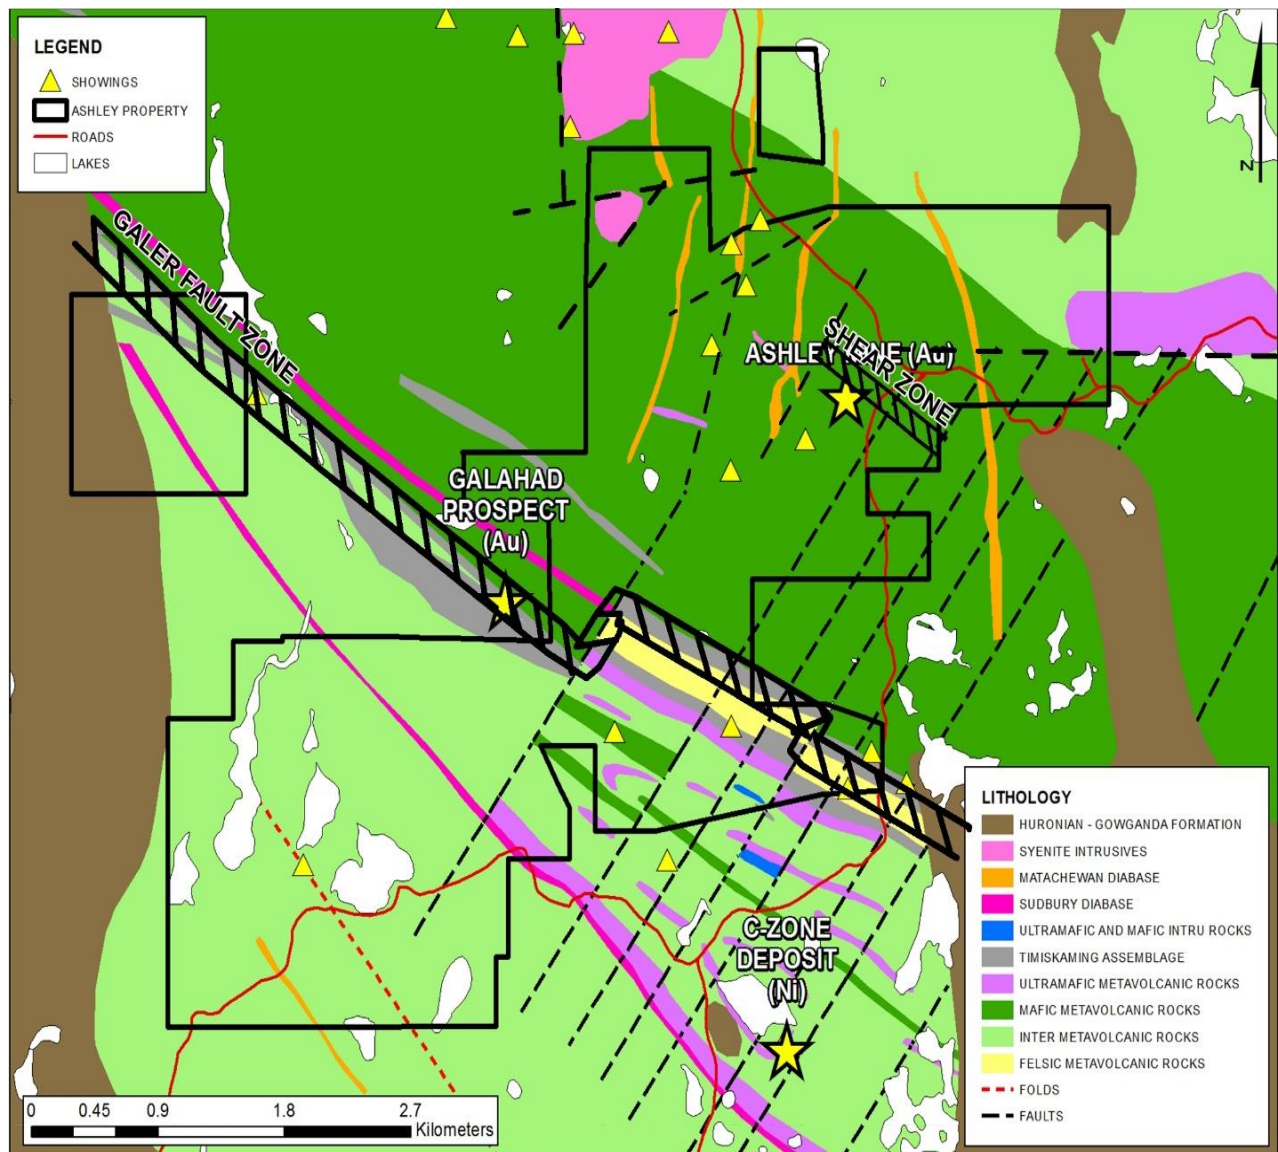 LEGEND
SHOWINGS
ASHLEY PROPERTY
ROADS
LAKES
N
GALER FAULT ZONE
SHEAR ZONE
ASHLEY ZONE (Au)
GALAHAD
PROSPECT
(Au)
C-ZONE
DEPOSIT
(Ni)
LITHOLOGY
HURONIAN - GOWGANDA FORMATION
SYENITE INTRUSIVES
MATACHEWAN DIABASE
SUDBURY DIABASE
ULTRAMAFIC AND MAFIC INTRU ROCKS
TIMISKAMING ASSEMBLAGE
ULTRAMAFIC METAVOLCANIC ROCKS
MAFIC METAVOLCANIC ROCKS
INTER METAVOLCANIC ROCKS
FELSIC METAVOLCANIC ROCKS
FOLDS
FAULTS
0 0.45 0.9 1.8 2.7
Kilometers